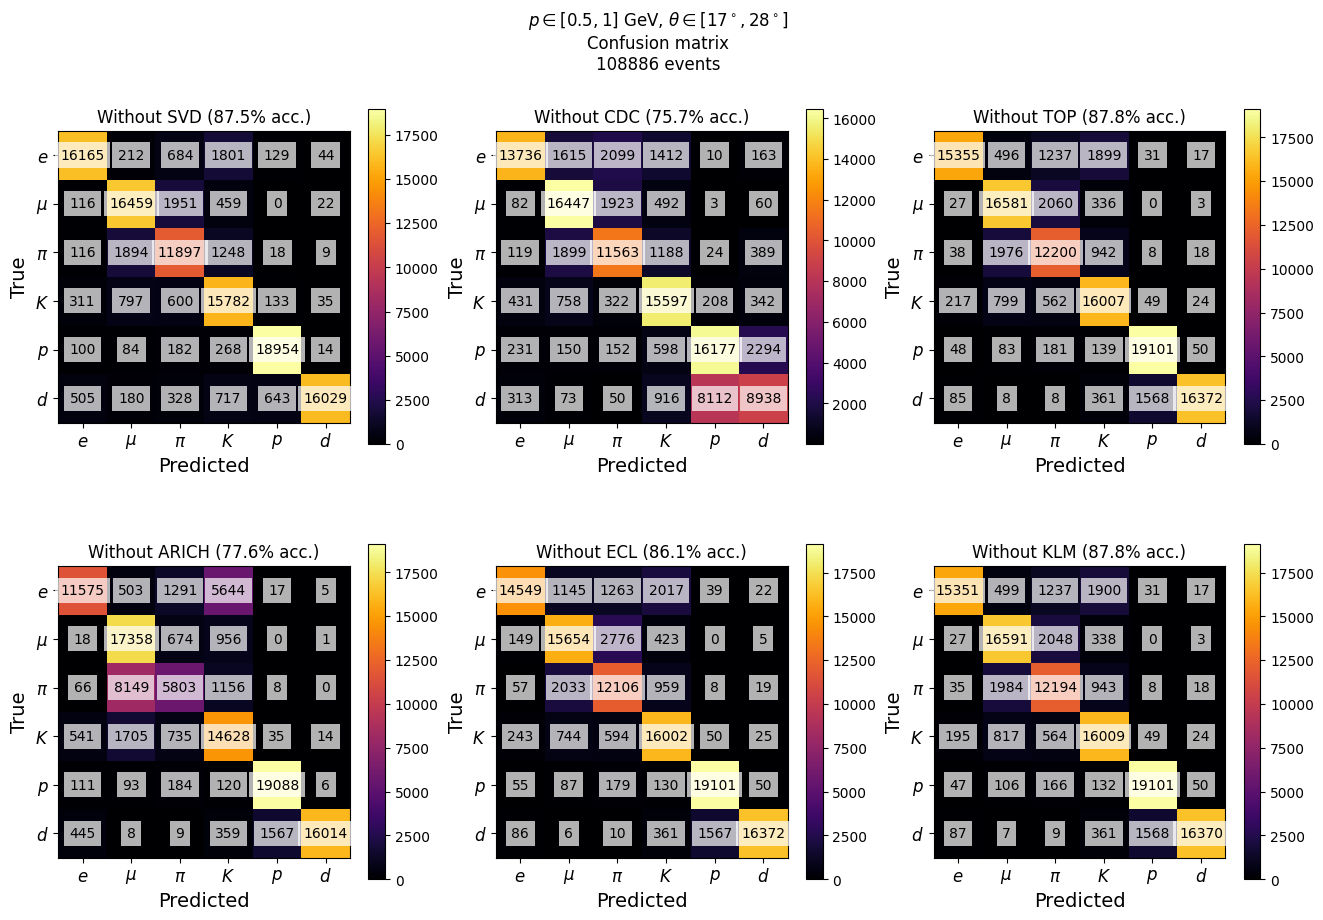 p ∈ [0.5, 1] GeV, θ ∈ [17°, 28°]
Confusion matrix
108886 events
Without SVD (87.5% acc.)
True
e 16165 212 684 1801 129 44
μ 116 16459 1951 459 0 22
π 116 1894 11897 1248 18 9
K 311 797 600 15782 133 35
p 100 84 182 268 18954 14
d 505 180 328 717 643 16029
e μ π K p d
Predicted
17500
15000
12500
10000
7500
5000
2500
0
Without CDC (75.7% acc.)
True
e 13736 1615 2099 1412 10 163
μ 82 16447 1923 492 3 60
π 119 1899 11563 1188 24 389
K 431 758 322 15597 208 342
p 231 150 152 598 16177 2294
d 313 73 50 916 8112 8938
e μ π K p d
Predicted
16000
14000
12000
10000
8000
6000
4000
2000
Without TOP (87.8% acc.)
True
e 15355 496 1237 1899 31 17
μ 27 16581 2060 336 0 3
π 38 1976 12200 942 8 18
K 217 799 562 16007 49 24
p 48 83 181 139 19101 50
d 85 8 8 361 1568 16372
e μ π K p d
Predicted
17500
15000
12500
10000
7500
5000
2500
0
Without ARICH (77.6% acc.)
True
e 11575 503 1291 5644 17 5
μ 18 17358 674 956 0 1
π 66 8149 5803 1156 8 0
K 541 1705 735 14628 35 14
p 111 93 184 120 19088 6
d 445 8 9 359 1567 16014
e μ π K p d
Predicted
17500
15000
12500
10000
7500
5000
2500
0
Without ECL (86.1% acc.)
True
e 14549 1145 1263 2017 39 22
μ 149 15654 2776 423 0 5
π 57 2033 12106 959 8 19
K 243 744 594 16002 50 25
p 55 87 179 130 19101 50
d 86 6 10 361 1567 16372
e μ π K p d
Predicted
17500
15000
12500
10000
7500
5000
2500
0
Without KLM (87.8% acc.)
True
e 15351 499 1237 1900 31 17
μ 27 16591 2048 338 0 3
π 35 1984 12194 943 8 18
K 195 817 564 16009 49 24
p 47 106 166 132 19101 50
d 87 7 9 361 1568 16370
e μ π K p d
Predicted
17500
15000
12500
10000
7500
5000
2500
0